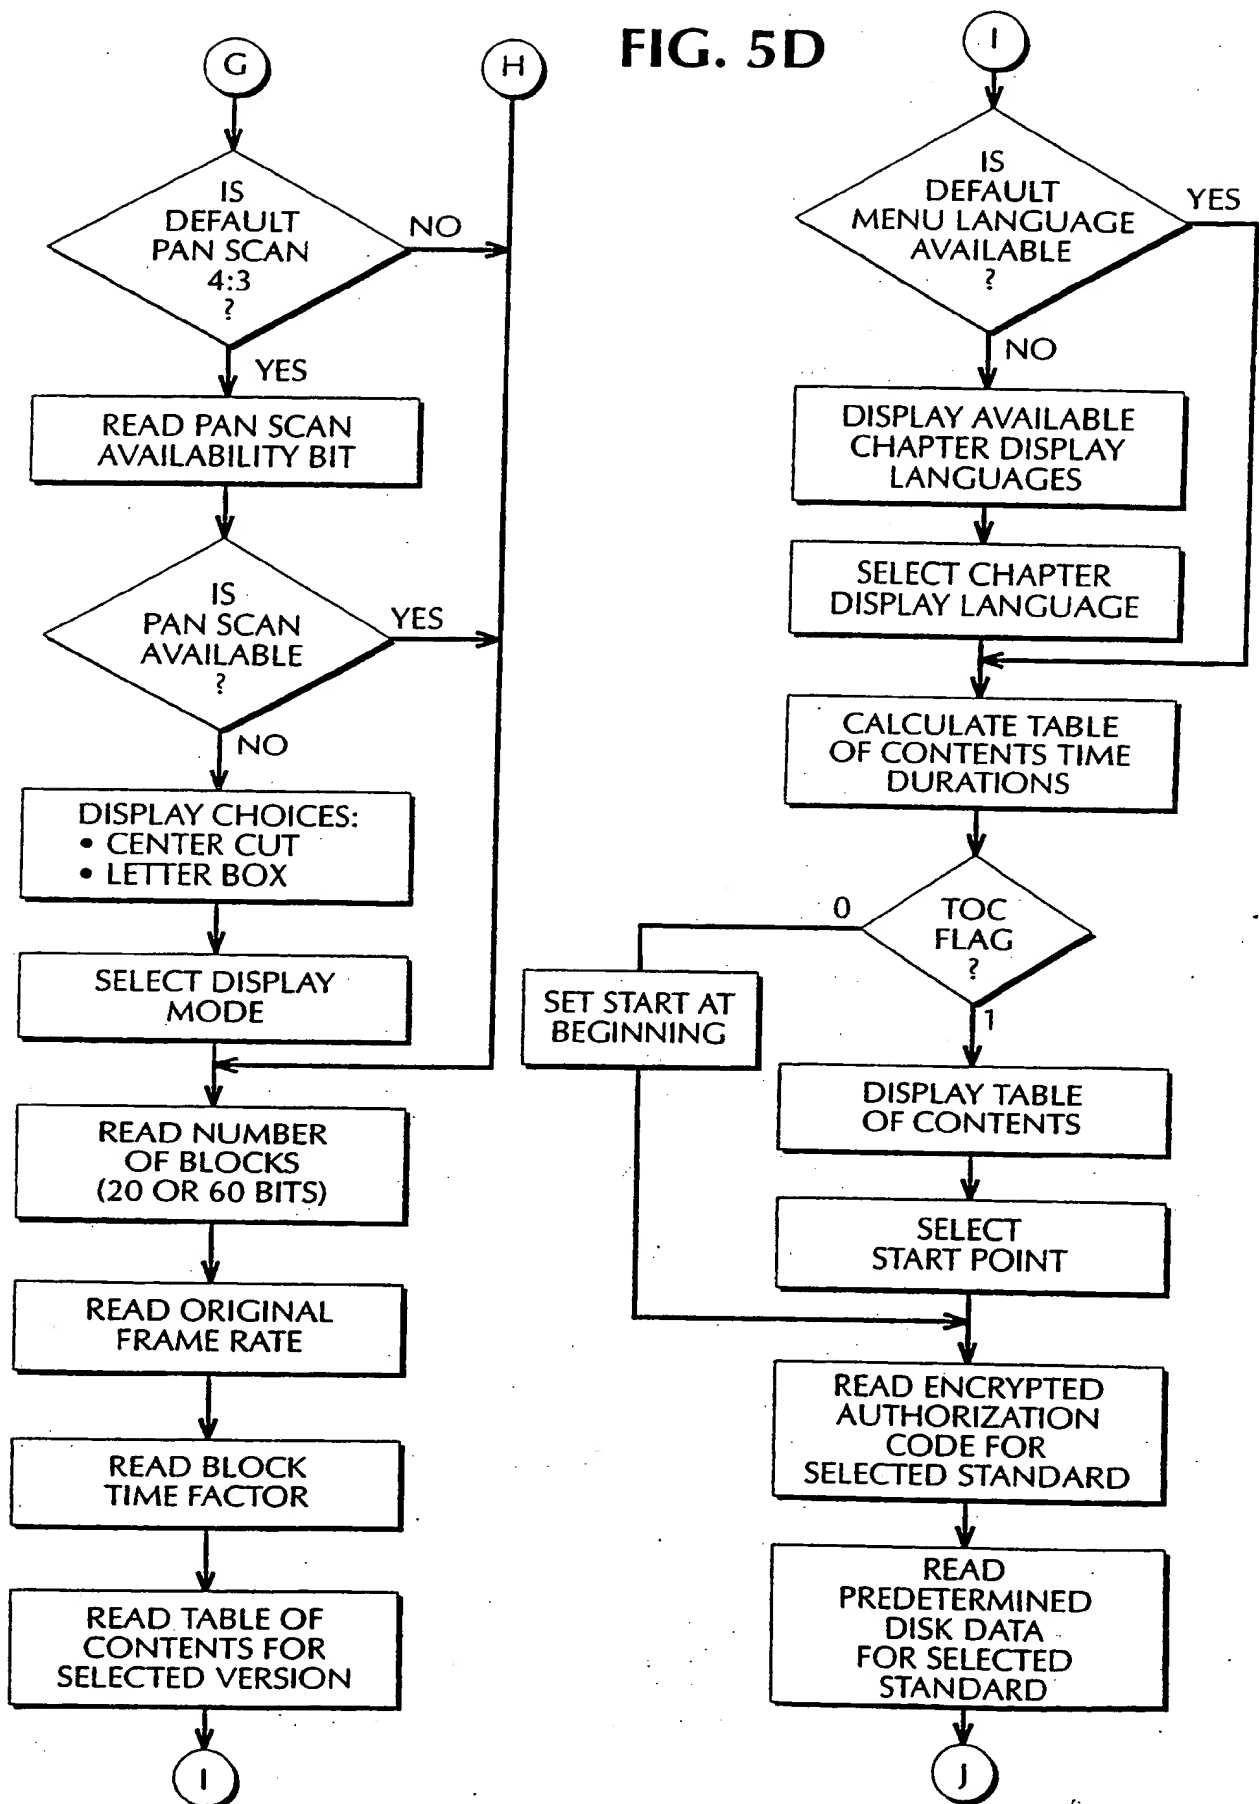 FIG. 5D
G
H
IS
DEFAULT
PAN SCAN
4:3
?
NO
YES
READ PAN SCAN
AVAILABILITY BIT
IS
PAN SCAN
AVAILABLE
?
YES
NO
DISPLAY CHOICES:
• CENTER CUT
• LETTER BOX
SELECT DISPLAY
MODE
READ NUMBER
OF BLOCKS
(20 OR 60 BITS)
READ ORIGINAL
FRAME RATE
READ BLOCK
TIME FACTOR
READ TABLE OF
CONTENTS FOR
SELECTED VERSION
I
I
IS
DEFAULT
MENU LANGUAGE
AVAILABLE
?
YES
NO
DISPLAY AVAILABLE
CHAPTER DISPLAY
LANGUAGES
SELECT CHAPTER
DISPLAY LANGUAGE
CALCULATE TABLE
OF CONTENTS TIME
DURATIONS
TOC
FLAG
?
0
1
SET START AT
BEGINNING
DISPLAY TABLE
OF CONTENTS
SELECT
START POINT
READ ENCRYPTED
AUTHORIZATION
CODE FOR
SELECTED STANDARD
READ
PREDETERMINED
DISK DATA
FOR SELECTED
STANDARD
J